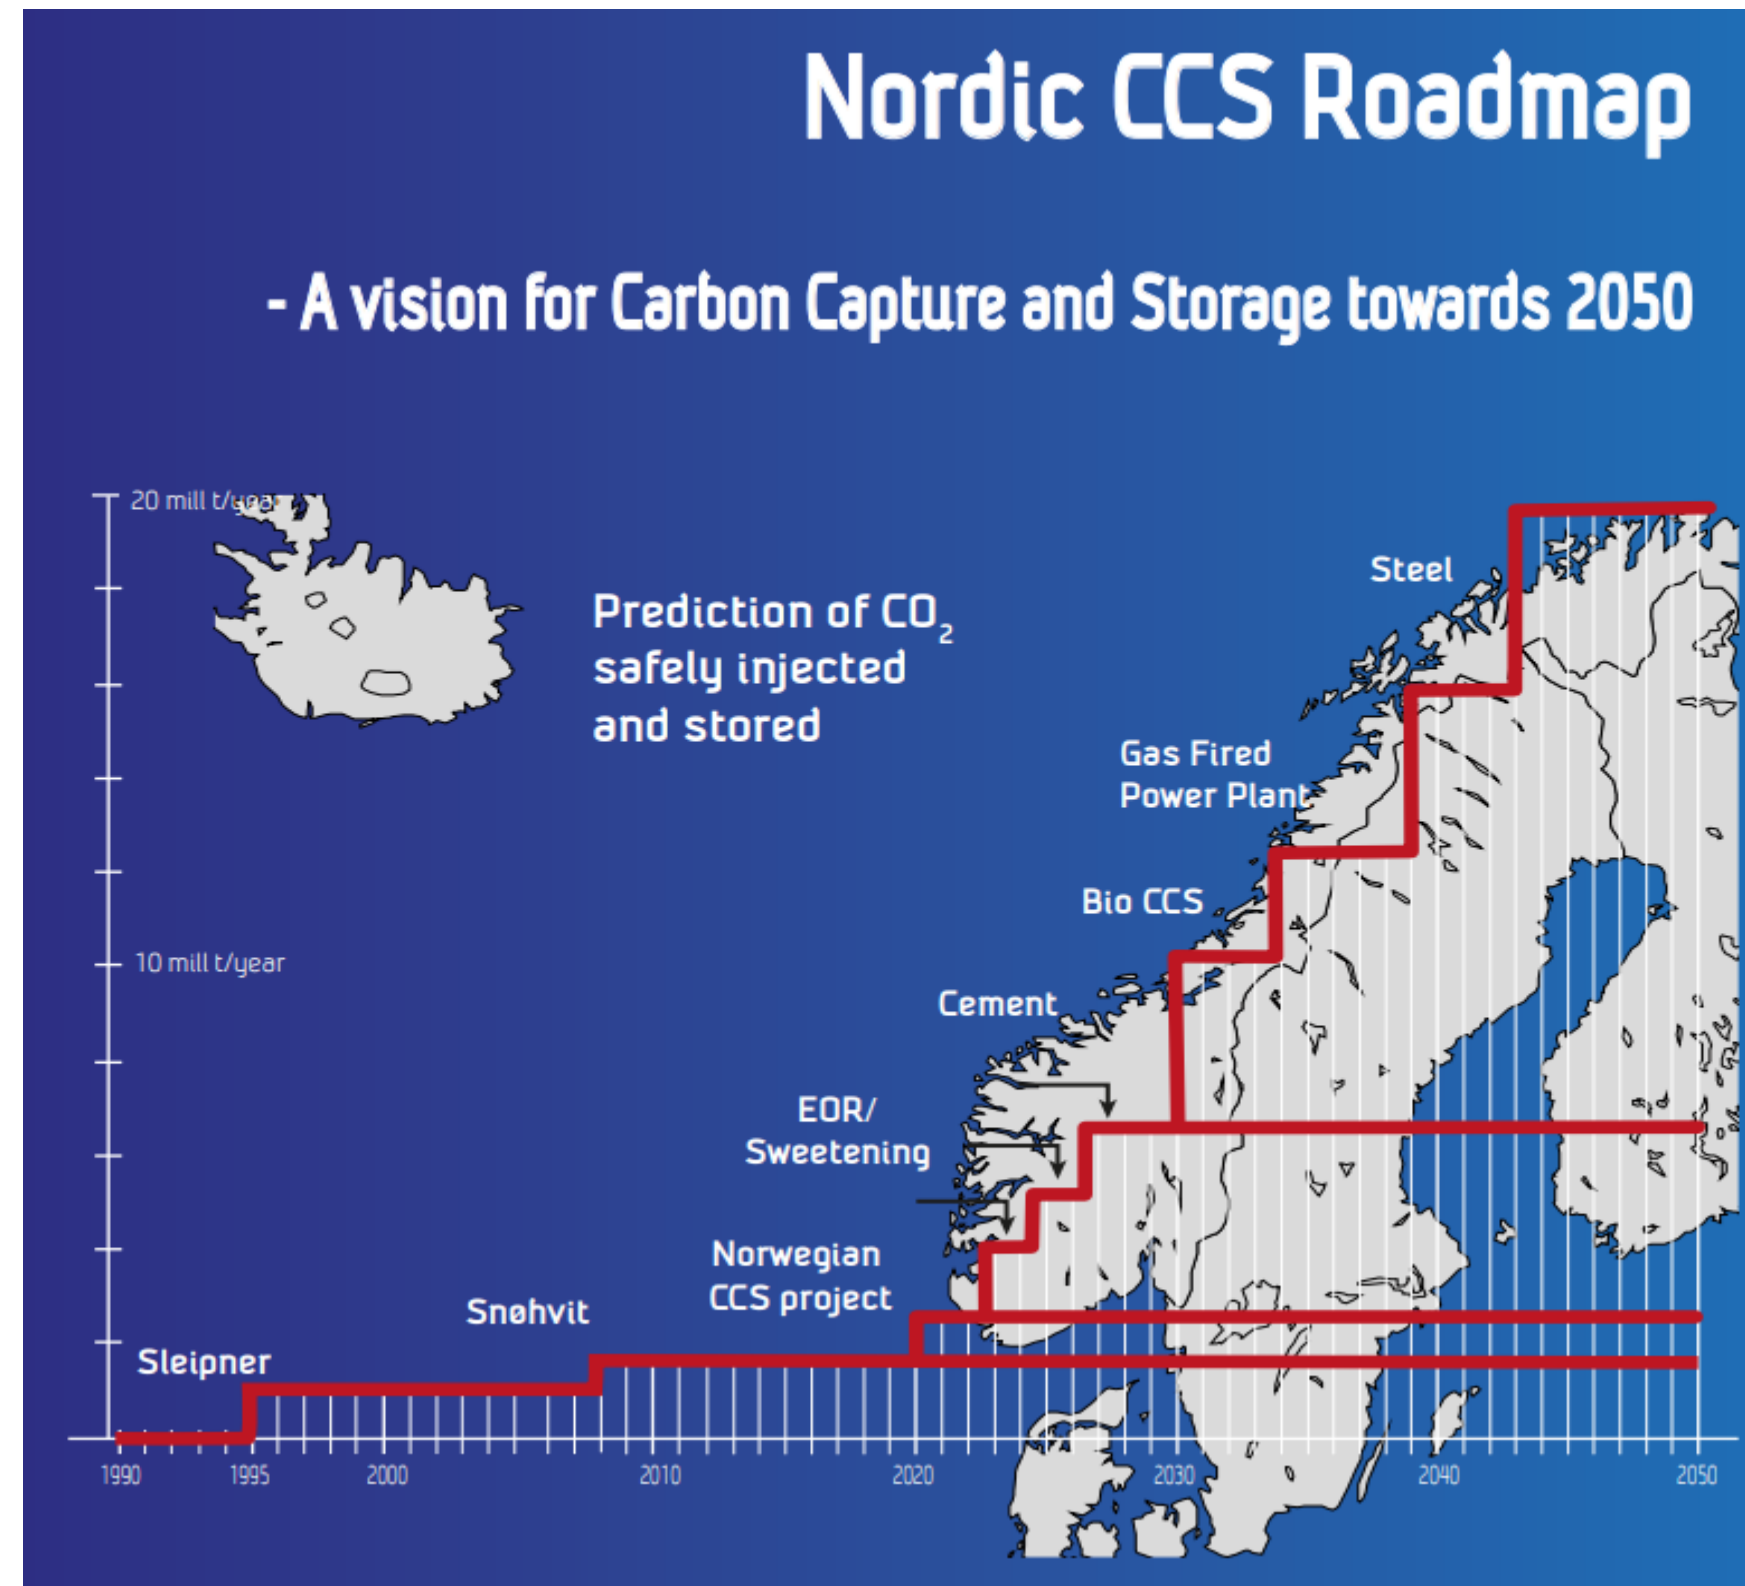 Nordic CCS Roadmap
- A vision for Carbon Capture and Storage towards 2050
20 mill t/year
Prediction of CO₂
safely injected
and stored
Steel
Gas Fired
Power Plant
Bio CCS
10 mill t/year
Cement
EOR/
Sweetening
Norwegian
CCS project
Snøhvit
Sleipner
1990 1995 2000 2010 2020 2030 2040 2050